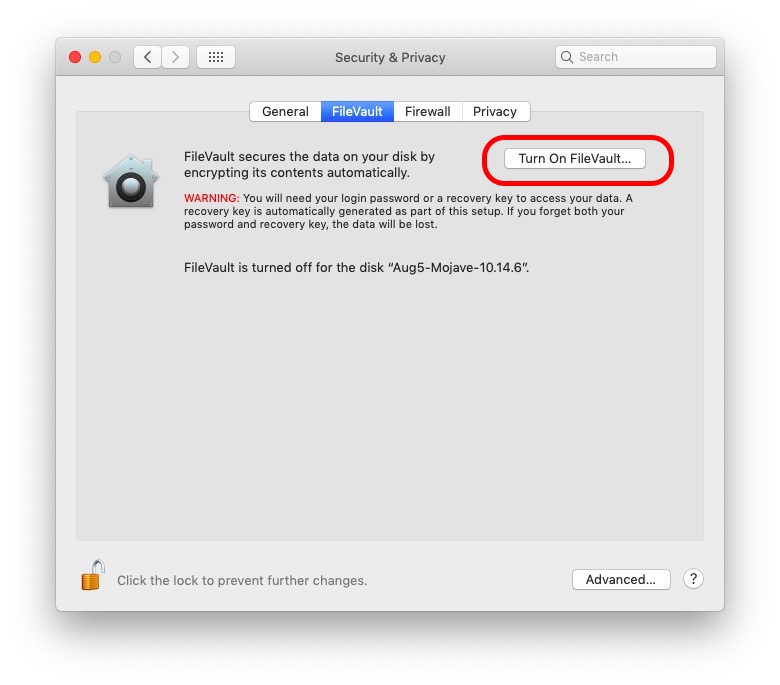 Security & Privacy
Search
General
FileVault
Firewall
Privacy
FileVault secures the data on your disk by
encrypting its contents automatically.
Turn On FileVault...
WARNING: You will need your login password or a recovery key to access your data. A
recovery key is automatically generated as part of this setup. If you forget both your
password and recovery key, the data will be lost.
FileVault is turned off for the disk “Aug5-Mojave-10.14.6”.
Click the lock to prevent further changes.
Advanced...
?